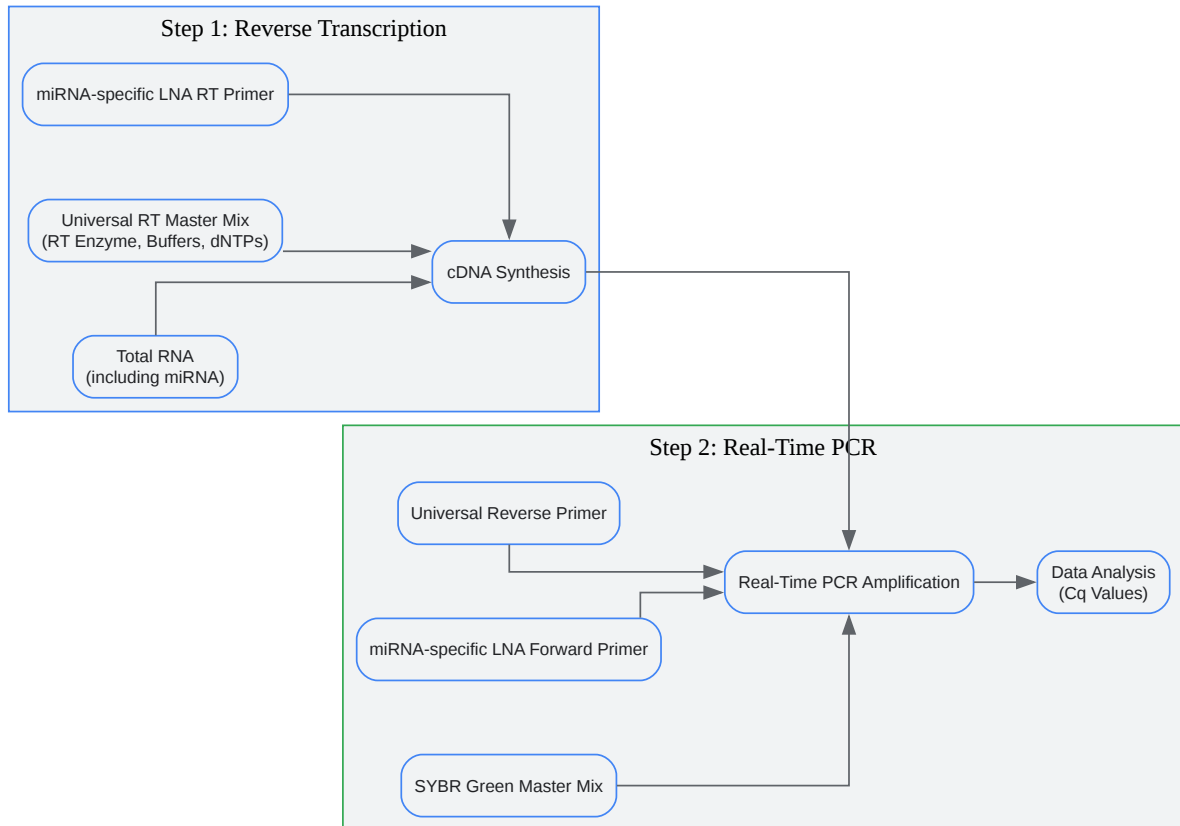 Step 1: Reverse Transcription
miRNA-specific LNA RT Primer
Universal RT Master Mix
(RT Enzyme, Buffers, dNTPs)
cDNA Synthesis
Total RNA
(including miRNA)
Step 2: Real-Time PCR
Universal Reverse Primer
Real-Time PCR Amplification
Data Analysis
(Cq Values)
miRNA-specific LNA Forward Primer
SYBR Green Master Mix